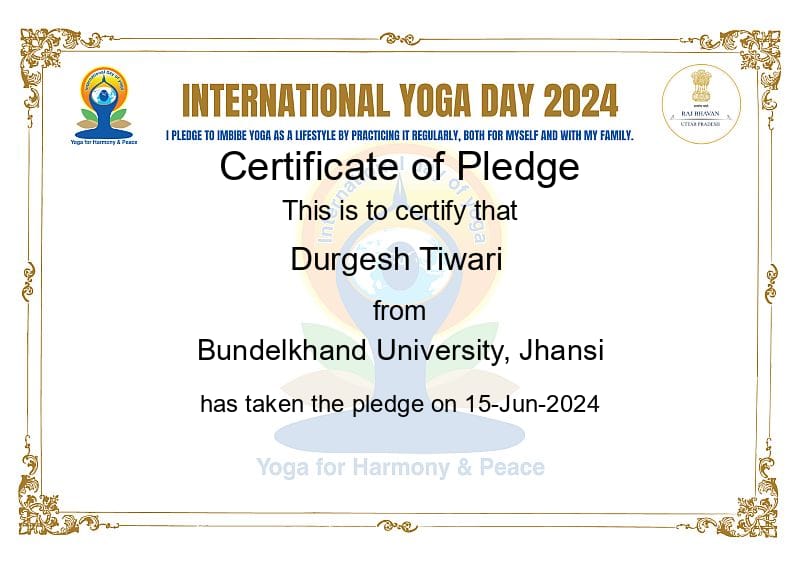 International Day of Yoga
Yoga for Harmony & Peace
INTERNATIONAL YOGA DAY 2024
I PLEDGE TO IMBIBE YOGA AS A LIFESTYLE BY PRACTICING IT REGULARLY, BOTH FOR MYSELF AND WITH MY FAMILY.
RAJ BHAVAN
UTTAR PRADESH
Certificate of Pledge
This is to certify that
International Day of Yoga
Durgesh Tiwari
from
Bundelkhand University, Jhansi
has taken the pledge on 15-Jun-2024
Yoga for Harmony & Peace